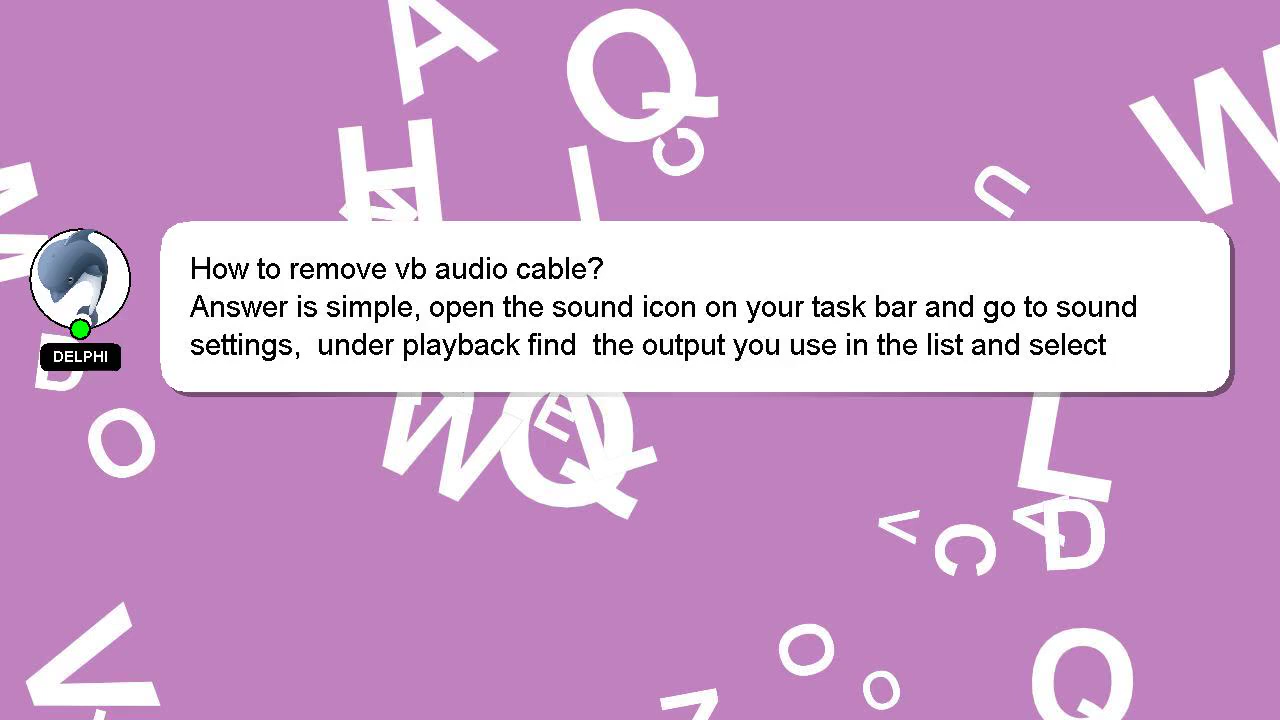 How to remove vb audio cable?
Answer is simple, open the sound icon on your task bar and go to sound
settings,  under playback find  the output you use in the list and select
DELPHI
A
Q
H
C
I
M
U
W
M
D
O
W
Q
E
L
V
C
A
D
V
O
O
Q
Z